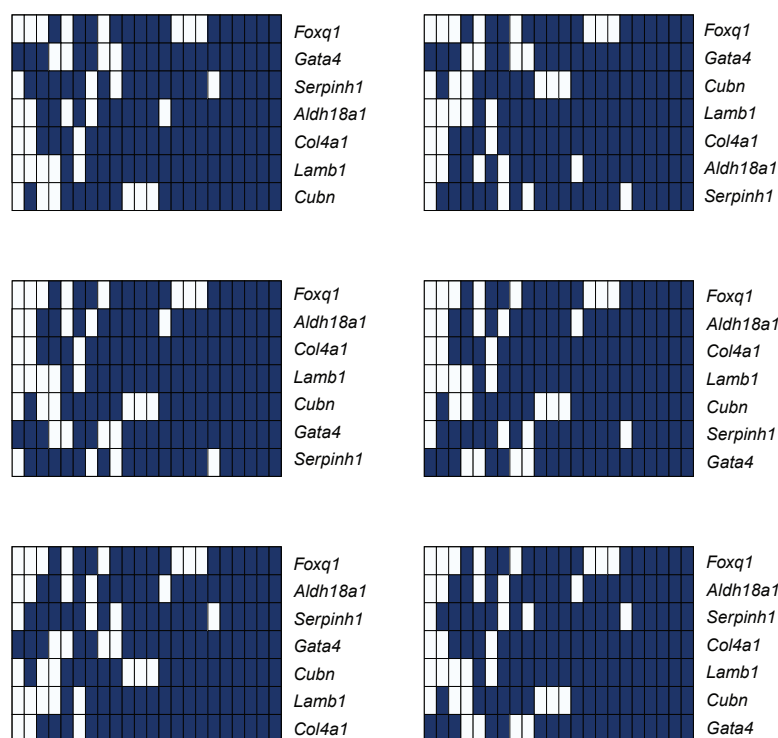 Foxq1
Gata4
Serpinh1
Aldh18a1
Col4a1
Lamb1
Cubn
Foxq1
Gata4
Cubn
Lamb1
Col4a1
Aldh18a1
Serpinh1
Foxq1
Aldh18a1
Col4a1
Lamb1
Cubn
Gata4
Serpinh1
Foxq1
Aldh18a1
Col4a1
Lamb1
Cubn
Serpinh1
Gata4
Foxq1
Aldh18a1
Serpinh1
Gata4
Cubn
Lamb1
Col4a1
Foxq1
Aldh18a1
Serpinh1
Col4a1
Lamb1
Cubn
Gata4